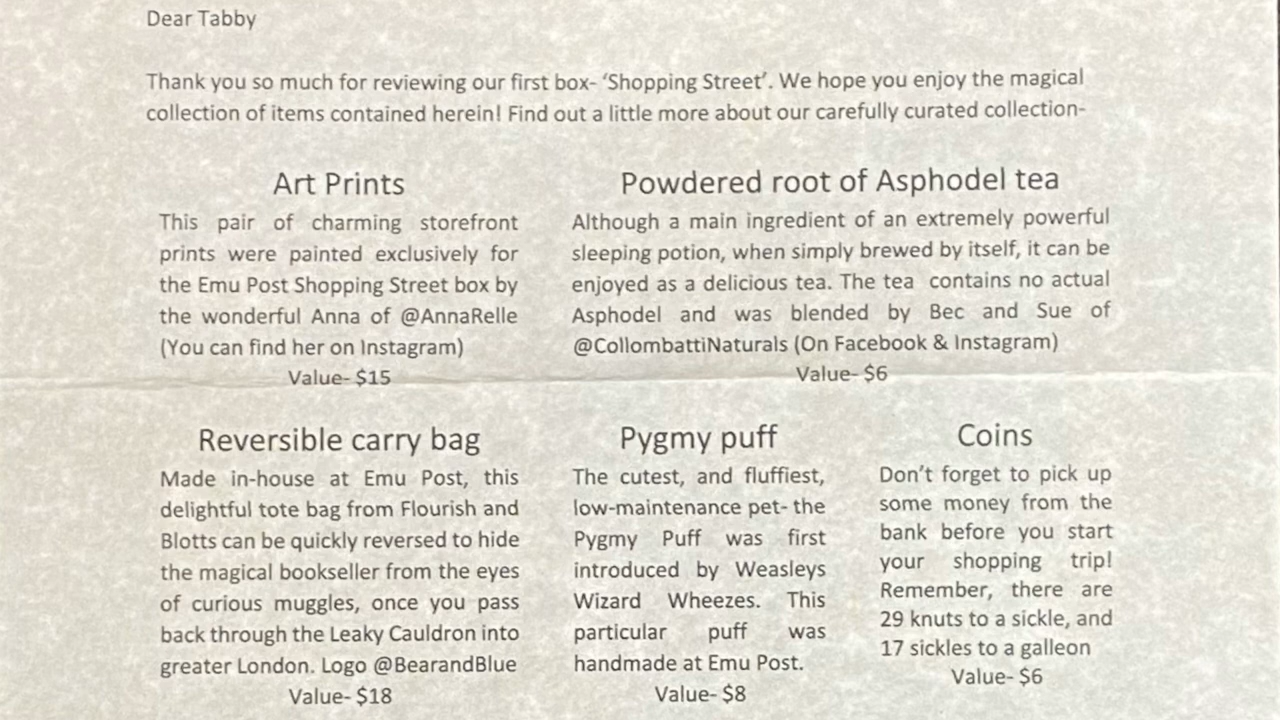 Dear Tabby
Thank you so much for reviewing our first box- ‘Shopping Street’. We hope you enjoy the magical
collection of items contained herein! Find out a little more about our carefully curated collection-
Art Prints
This pair of charming storefront
prints were painted exclusively for
the Emu Post Shopping Street box by
the wonderful Anna of @AnnaRelle
(You can find her on Instagram)
Value- $15
Powdered root of Asphodel tea
Although a main ingredient of an extremely powerful
sleeping potion, when simply brewed by itself, it can be
enjoyed as a delicious tea. The tea contains no actual
Asphodel and was blended by Bec and Sue of
@CollombattiNaturals (On Facebook & Instagram)
Value- $6
Reversible carry bag
Made in-house at Emu Post, this
delightful tote bag from Flourish and
Blotts can be quickly reversed to hide
the magical bookseller from the eyes
of curious muggles, once you pass
back through the Leaky Cauldron into
greater London. Logo @BearandBlue
Value- $18
Pygmy puff
The cutest, and fluffiest,
low-maintenance pet- the
Pygmy Puff was first
introduced by Weasleys
Wizard Wheezes. This
particular puff was
handmade at Emu Post.
Value- $8
Coins
Don’t forget to pick up
some money from the
bank before you start
your shopping trip!
Remember, there are
29 knuts to a sickle, and
17 sickles to a galleon
Value- $6